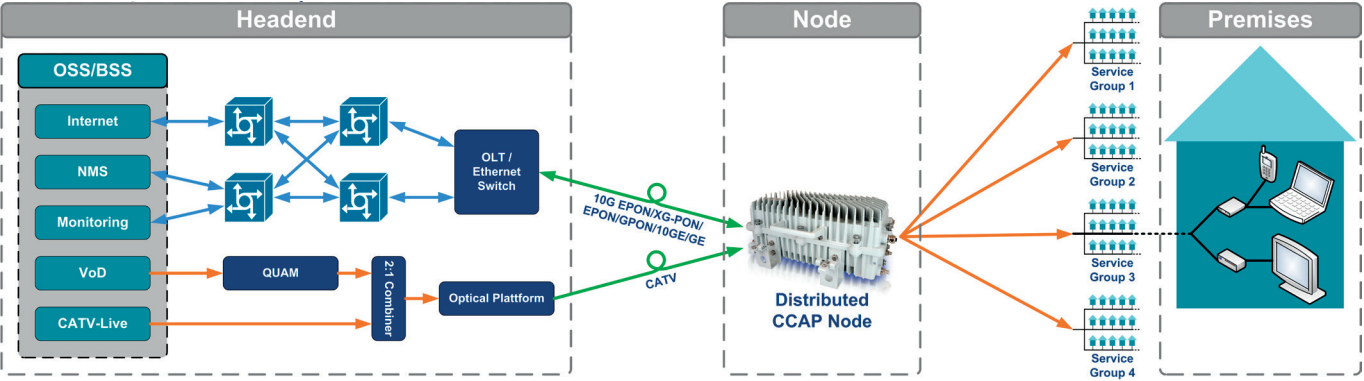 Headend
Node
Premises
OSS/BSS
Internet
NMS
Monitoring
VoD
CATV-Live
QUAM
2:1 Combiner
OLT /
Ethernet
Switch
Optical Plattform
10G EPON/XG-PON/
EPON/GPON/10GE/GE
CATV
Distributed
CCAP Node
Service
Group 1
Service
Group 2
Service
Group 3
Service
Group 4